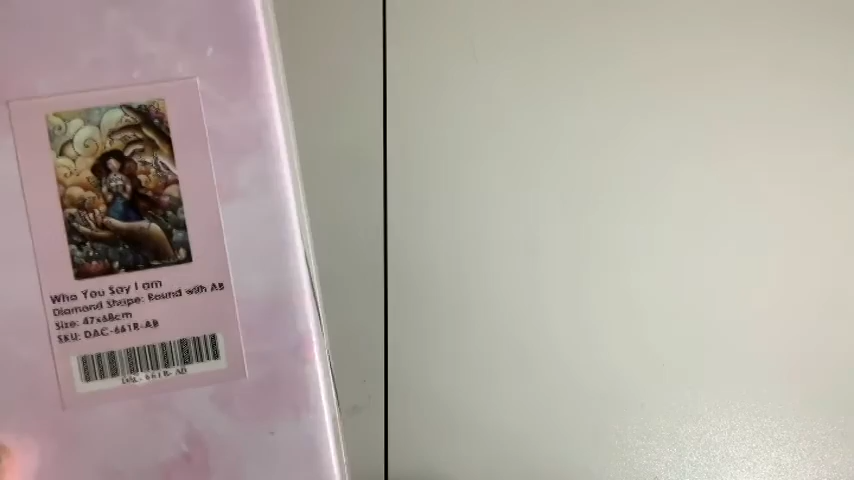 Who You Say I am
Diamond Shape: Round with AB
Size: 47x68cm
SKU: DAC-661R-AB
DAC-661R-AB